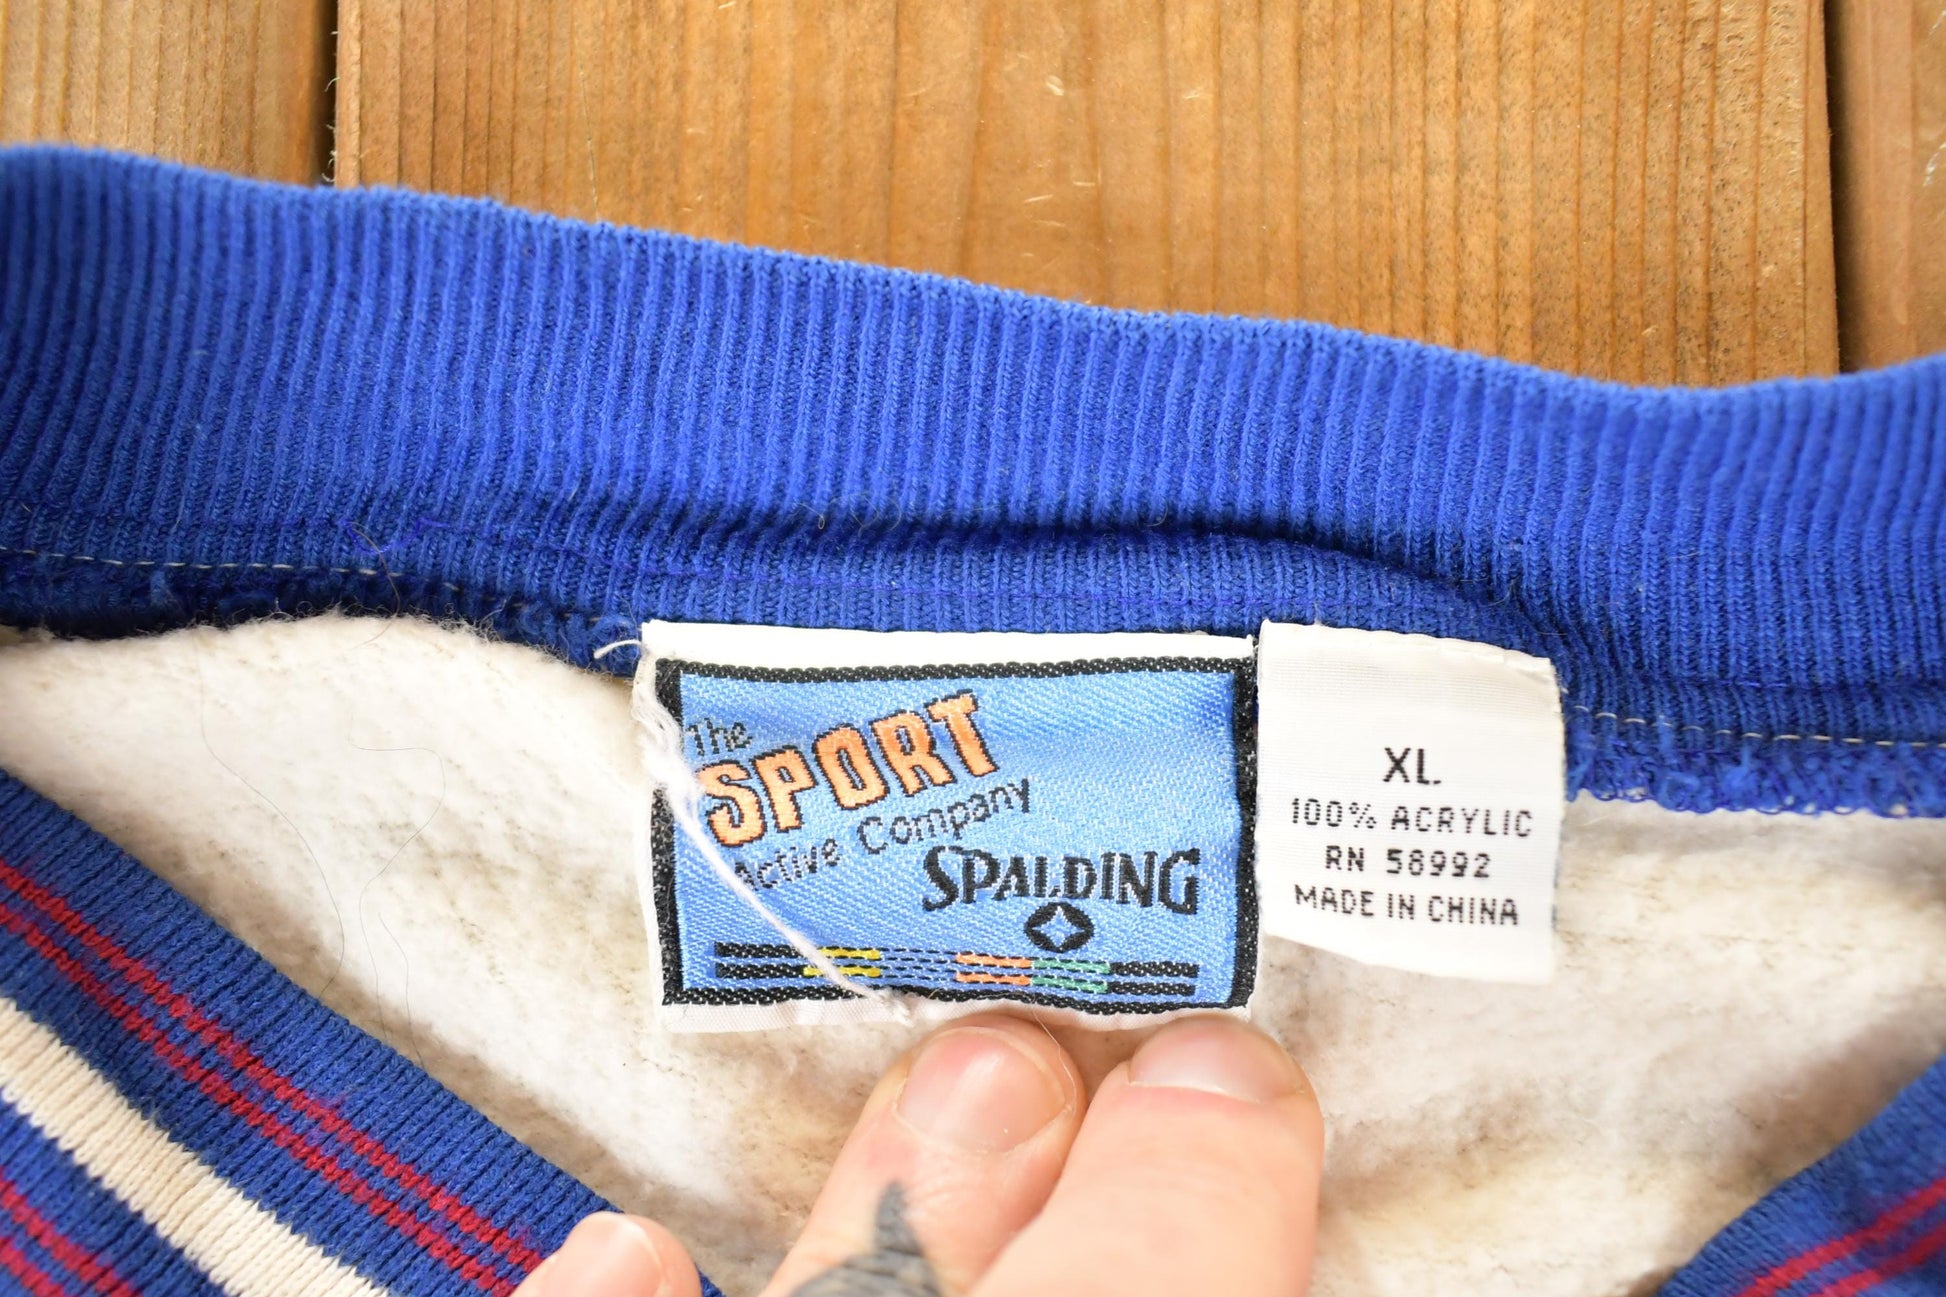 The
SPORT
Active Company
SPALDING
XL.
100% ACRYLIC
RN 58992
MADE IN CHINA